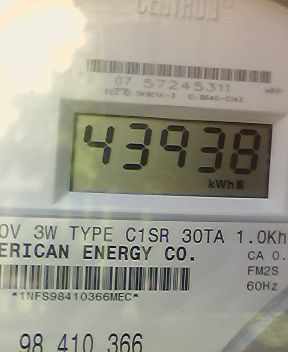 CENTRON®
07 57245311
43938
kWh
0V 3W TYPE C1SR 30TA 1.0Kh
ERICAN ENERGY CO.
CA 0.
FM2S
*1NFS98410366MEC*
60Hz
98 410 366